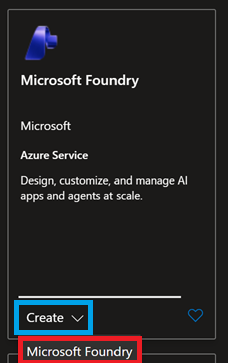 Microsoft Foundry
Microsoft
Azure Service
Design, customize, and manage AI
apps and agents at scale.
Create
Microsoft Foundry